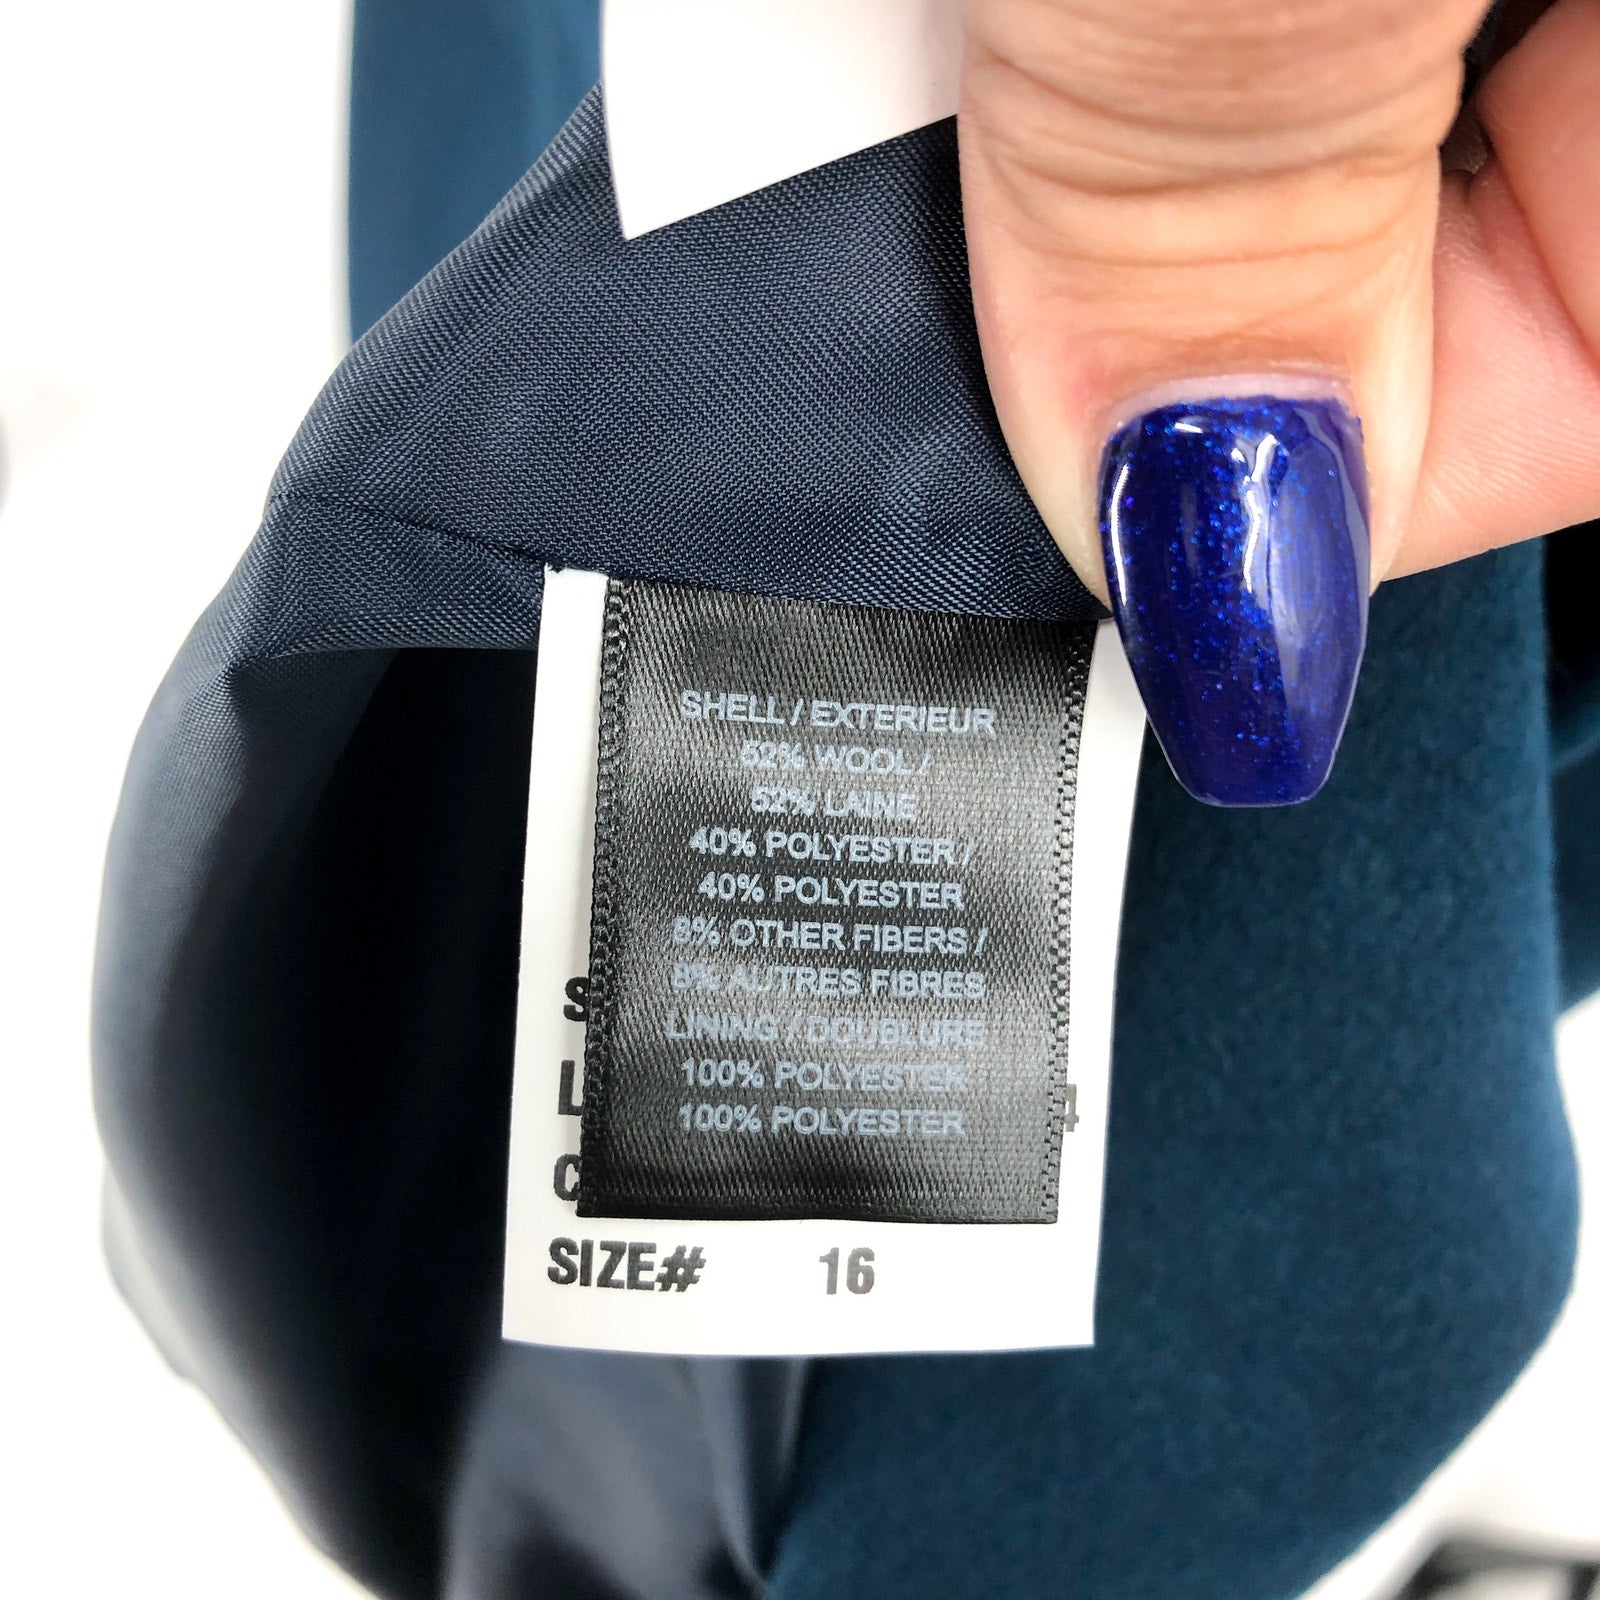 SHELL / EXTERIEUR
52% WOOL /
52% LAINE
40% POLYESTER /
40% POLYESTER
8% OTHER FIBERS /
8% AUTRES FIBRES
LINING / DOUBLURE
100% POLYESTER
100% POLYESTER
SIZE# 16